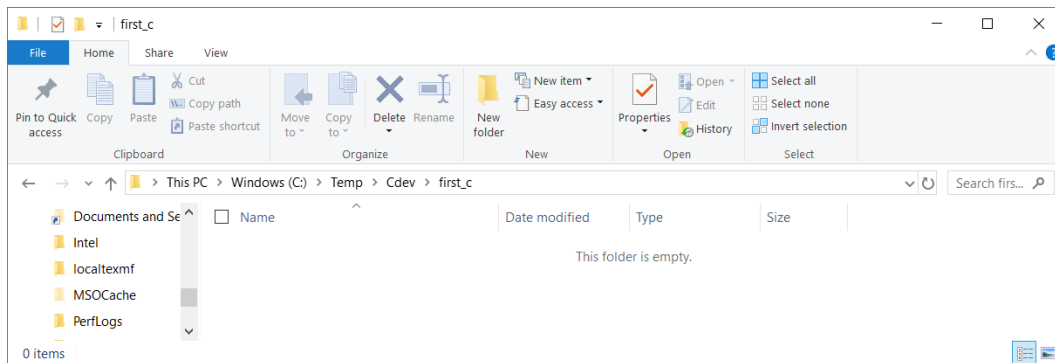 first_c
File Home Share View
Pin to Quick access
Copy
Paste
Cut
Copy path
Paste shortcut
Clipboard
Move to
Copy to
Delete
Rename
Organize
New folder
New item
Easy access
New
Properties
Open
Edit
History
Open
Select all
Select none
Invert selection
Select
This PC > Windows (C:) > Temp > Cdev > first_c
Search firs...
Documents and Se
Intel
localtexmf
MSOCache
PerfLogs
Name Date modified Type Size
This folder is empty.
0 items